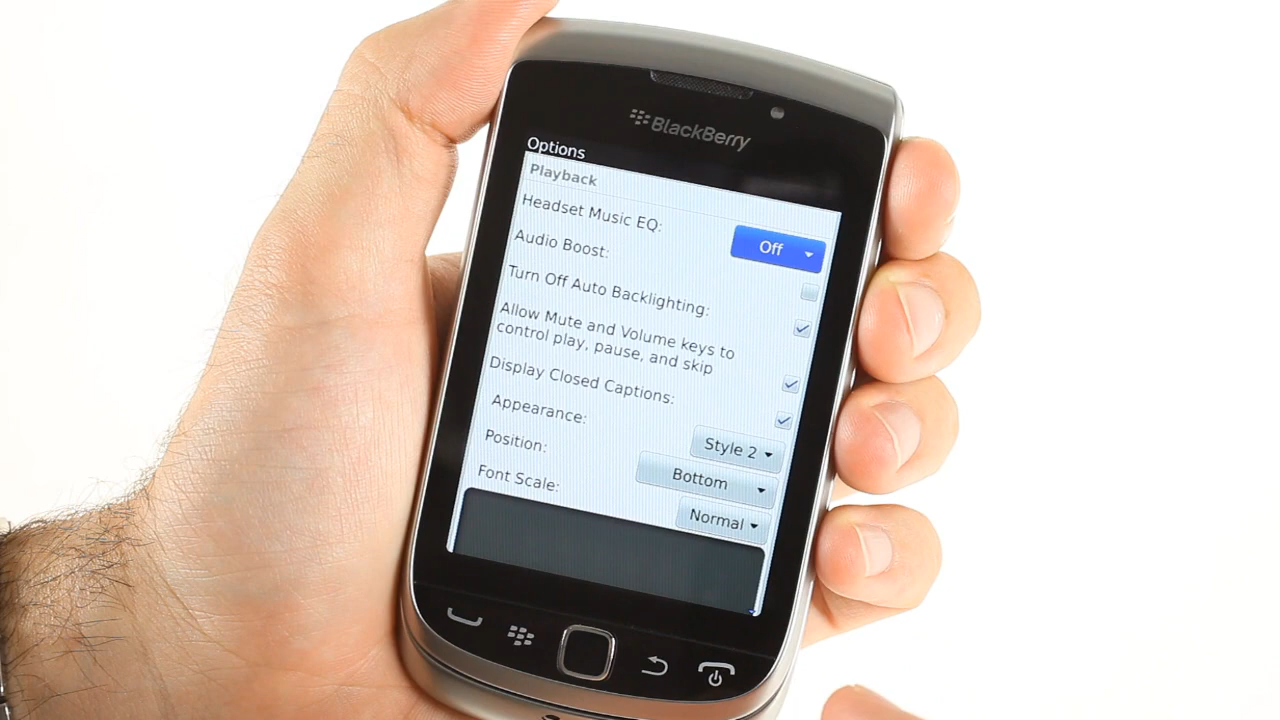 BlackBerry
Options
Playback
Headset Music EQ: Off
Audio Boost:
Turn Off Auto Backlighting:
Allow Mute and Volume keys to
control play, pause, and skip
Display Closed Captions:
Appearance: Style 2
Position: Bottom
Font Scale: Normal